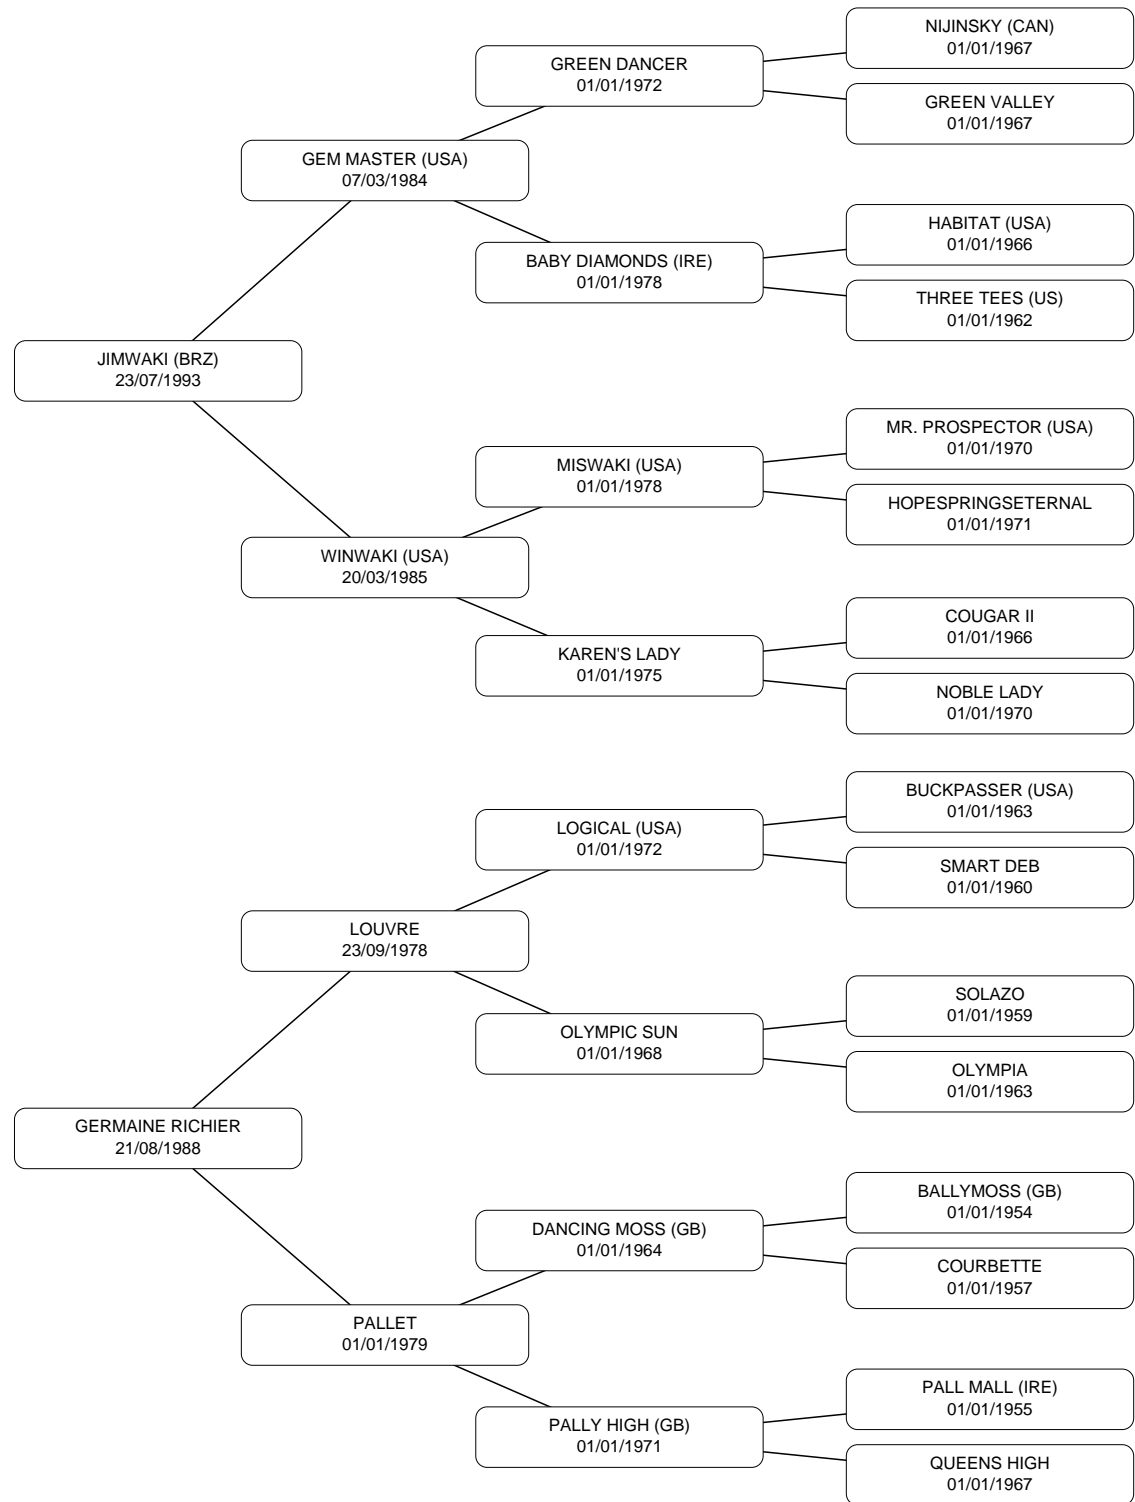 NIJINSKY (CAN)
01/01/1967
GREEN DANCER
01/01/1972
GREEN VALLEY
01/01/1967
GEM MASTER (USA)
07/03/1984
HABITAT (USA)
01/01/1966
BABY DIAMONDS (IRE)
01/01/1978
THREE TEES (US)
01/01/1962
JIMWAKI (BRZ)
23/07/1993
MR. PROSPECTOR (USA)
01/01/1970
MISWAKI (USA)
01/01/1978
HOPESPRINGSETERNAL
01/01/1971
WINWAKI (USA)
20/03/1985
COUGAR II
01/01/1966
KAREN'S LADY
01/01/1975
NOBLE LADY
01/01/1970
BUCKPASSER (USA)
01/01/1963
LOGICAL (USA)
01/01/1972
SMART DEB
01/01/1960
LOUVRE
23/09/1978
SOLAZO
01/01/1959
OLYMPIC SUN
01/01/1968
OLYMPIA
01/01/1963
GERMAINE RICHIER
21/08/1988
BALLYMOSS (GB)
01/01/1954
DANCING MOSS (GB)
01/01/1964
COURBETTE
01/01/1957
PALLET
01/01/1979
PALL MALL (IRE)
01/01/1955
PALLY HIGH (GB)
01/01/1971
QUEENS HIGH
01/01/1967